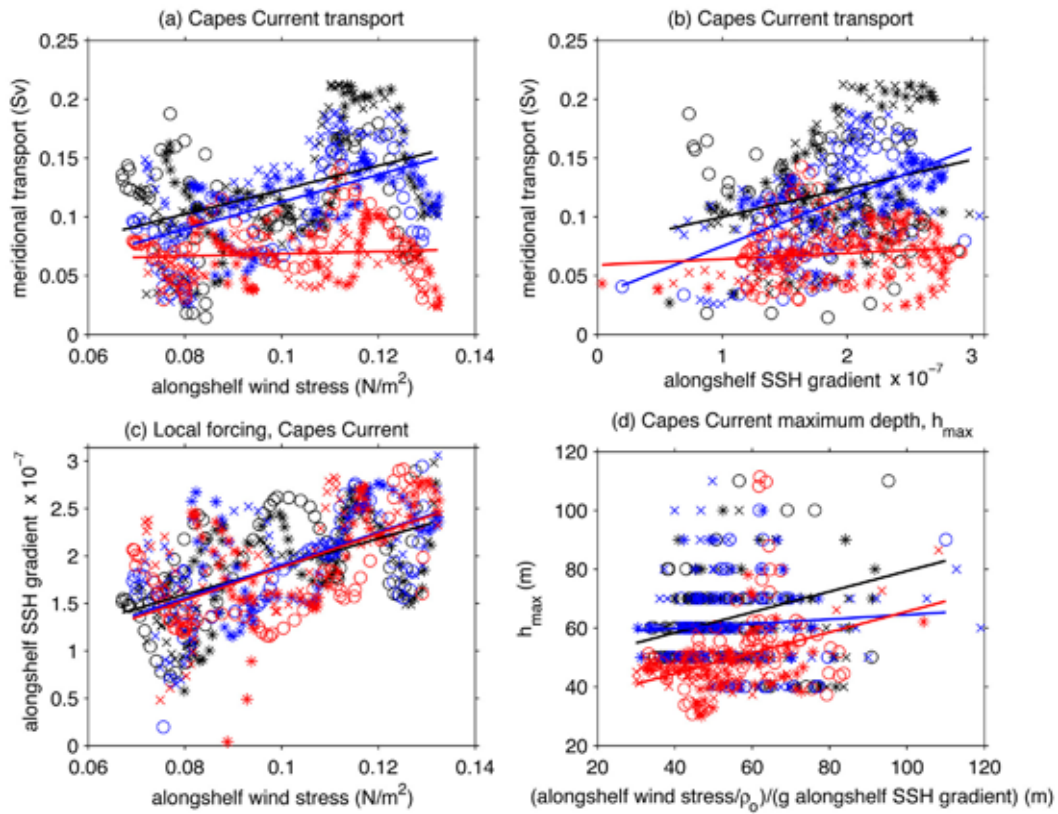 (a) Capes Current transport
0.25
0.2
0.15
0.1
0.05
0
0.06 0.08 0.1 0.12 0.14
meridional transport (Sv)
alongshelf wind stress (N/m²)
(b) Capes Current transport
0.25
0.2
0.15
0.1
0.05
0
0 1 2 3
meridional transport (Sv)
alongshelf SSH gradient x 10⁻⁷
(c) Local forcing, Capes Current
3
2.5
2
1.5
1
0.5
0
0.06 0.08 0.1 0.12 0.14
alongshelf SSH gradient x 10⁻⁷
alongshelf wind stress (N/m²)
(d) Capes Current maximum depth, h_max
120
100
80
60
40
20
20 40 60 80 100 120
h_max (m)
(alongshelf wind stress/ρ_o)/(g alongshelf SSH gradient) (m)